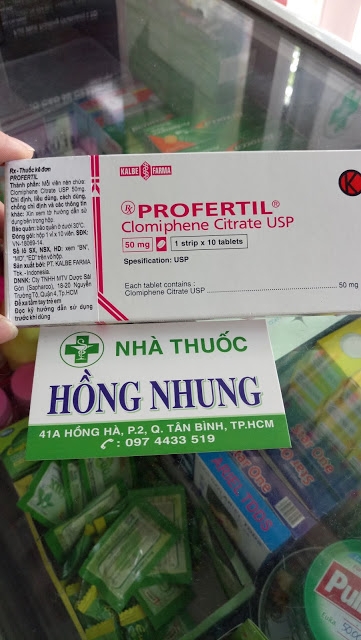 Rx- Thuốc kê đơn
PROFERTIL
Thành phần: Mỗi viên nén chứa:
Clomiphene Citrate USP 50mg.
Chỉ định, liều dùng, cách dùng,
chống chỉ định và các thông tin
khác: Xin xem tờ hướng dẫn sử
dụng bên trong hộp.
Bảo quản: bảo quản ở dưới 30°C.
Đóng gói: hộp 1 vỉ x 10 viên. SĐK:
VN-18069-14
Số lô SX, NSX, HD: xem "BN",
"MD", "ED" trên vỏ hộp.
Sản xuất bởi: PT. KALBE FARMA
Tbk. - Indonesia.
DNNK: Cty TNHH MTV Dược Sài
Gòn (Sapharco), 18-20 Nguyễn
Trường Tộ, Quận 4, Tp.HCM
Để xa tầm tay trẻ em
Đọc kỹ hướng dẫn sử dụng
trước khi dùng
KALBE FARMA
K
Rx PROFERTIL®
Clomiphene Citrate USP
50 mg 1 strip x 10 tablets
Spesification: USP
Each tablet contains :
Clomiphene Citrate USP 50 mg
NHÀ THUỐC
HỒNG NHUNG
41A HỒNG HÀ, P.2, Q. TÂN BÌNH, TP.HCM
: 097 4433 519